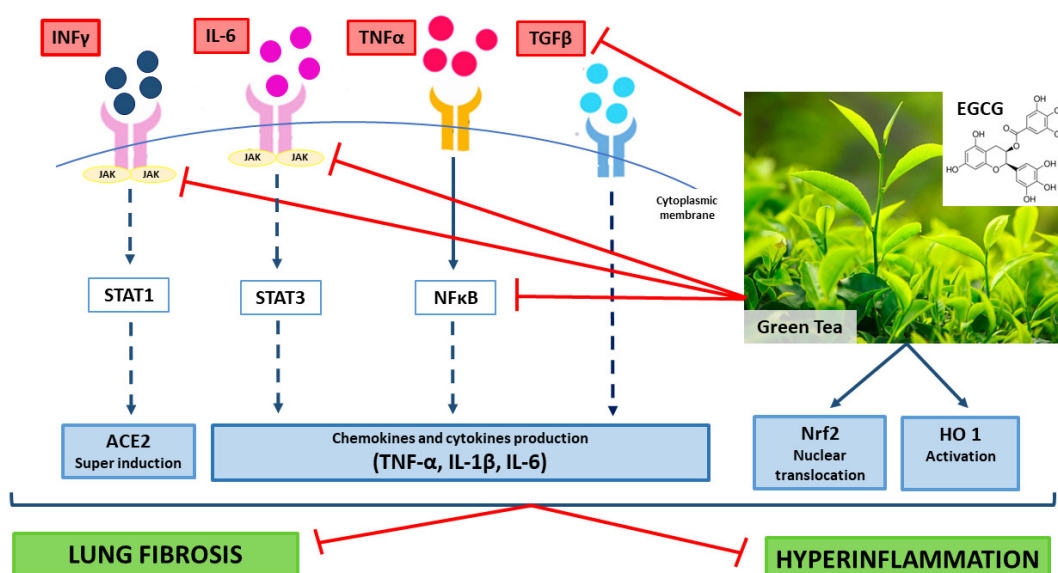 INFγ
IL-6
TNFα
TGFβ
EGCG
OH
OH
O
HO
O
O
OH
OH
OH
OH
JAK JAK
JAK JAK
Cytoplasmic
membrane
STAT1
STAT3
NFκB
Green Tea
ACE2
Super induction
Chemokines and cytokines production
(TNF-α, IL-1β, IL-6)
Nrf2
Nuclear
translocation
HO 1
Activation
LUNG FIBROSIS
HYPERINFLAMMATION